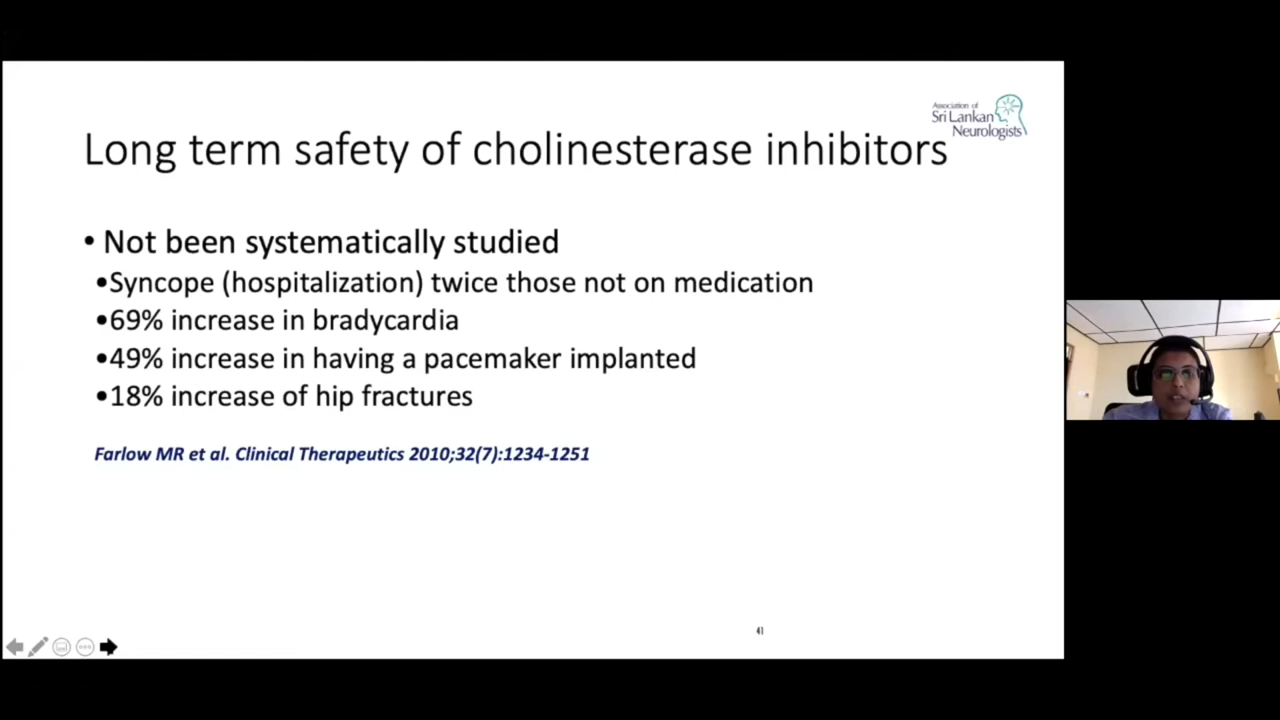 Association of
Sri Lankan
Neurologists
Long term safety of cholinesterase inhibitors
• Not been systematically studied
•Syncope (hospitalization) twice those not on medication
•69% increase in bradycardia
•49% increase in having a pacemaker implanted
•18% increase of hip fractures
Farlow MR et al. Clinical Therapeutics 2010;32(7):1234-1251
41